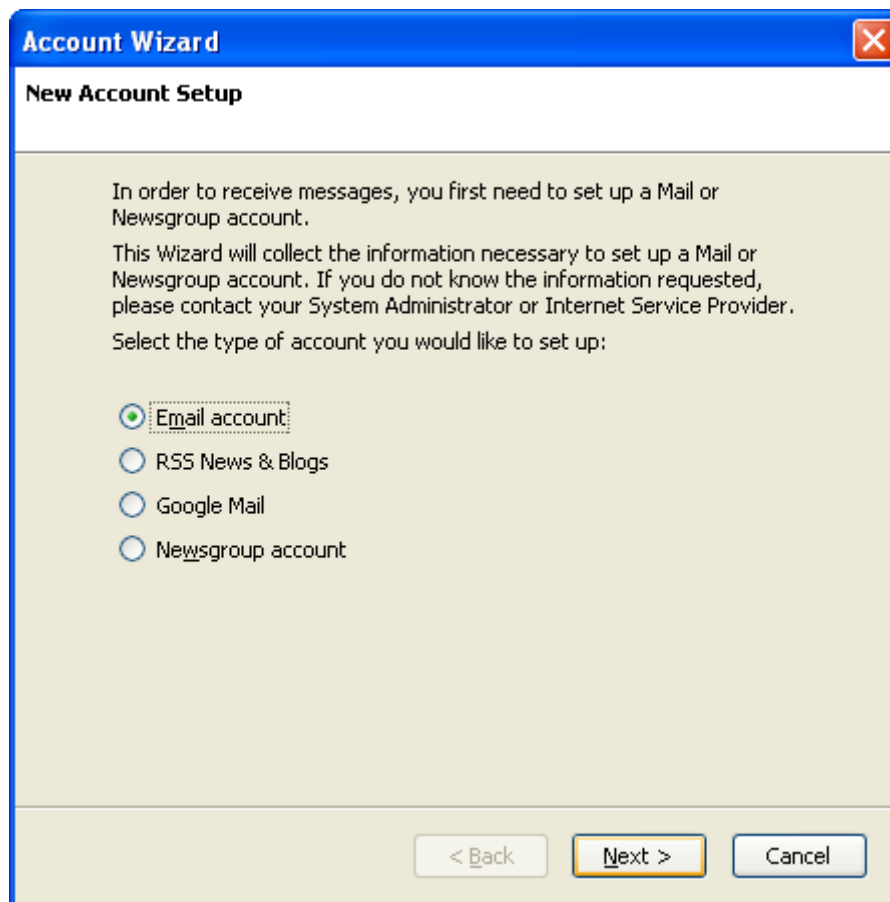 Account Wizard
New Account Setup
In order to receive messages, you first need to set up a Mail or
Newsgroup account.
This Wizard will collect the information necessary to set up a Mail or
Newsgroup account. If you do not know the information requested,
please contact your System Administrator or Internet Service Provider.
Select the type of account you would like to set up:
Email account
RSS News & Blogs
Google Mail
Newsgroup account
< Back Next > Cancel